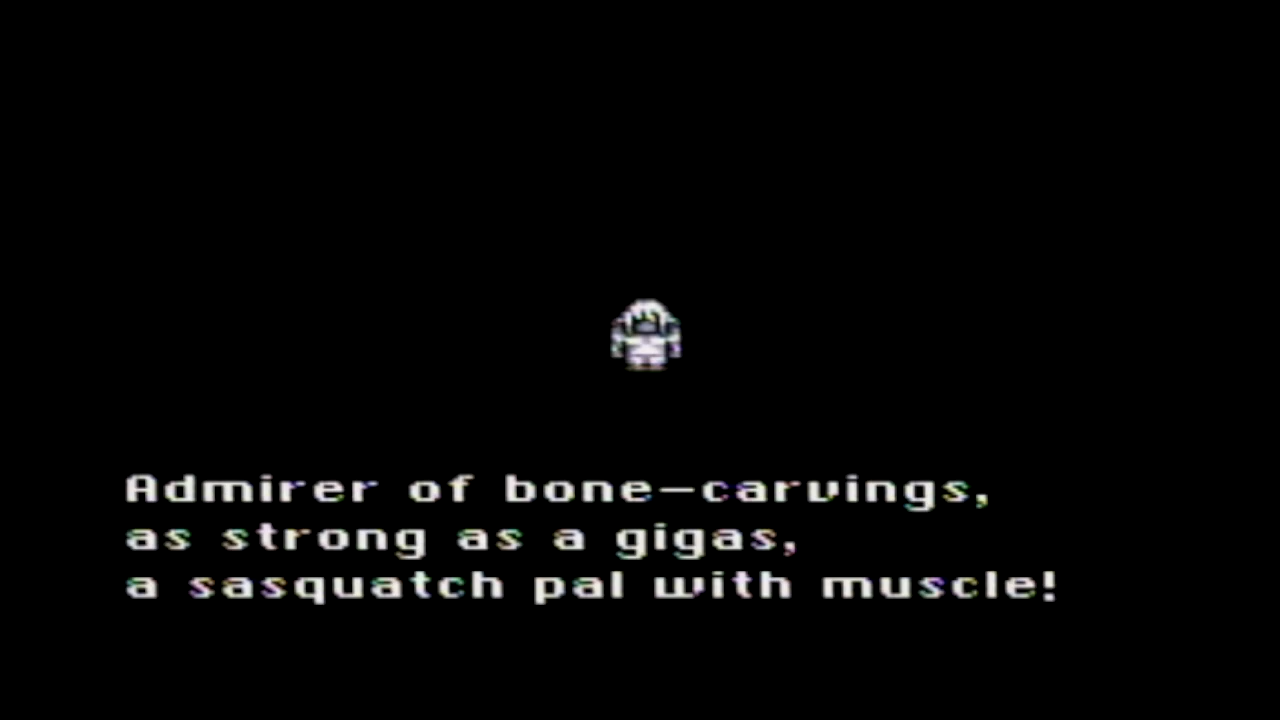 Admirer of bone-carvings,
as strong as a gigas,
a sasquatch pal with muscle!